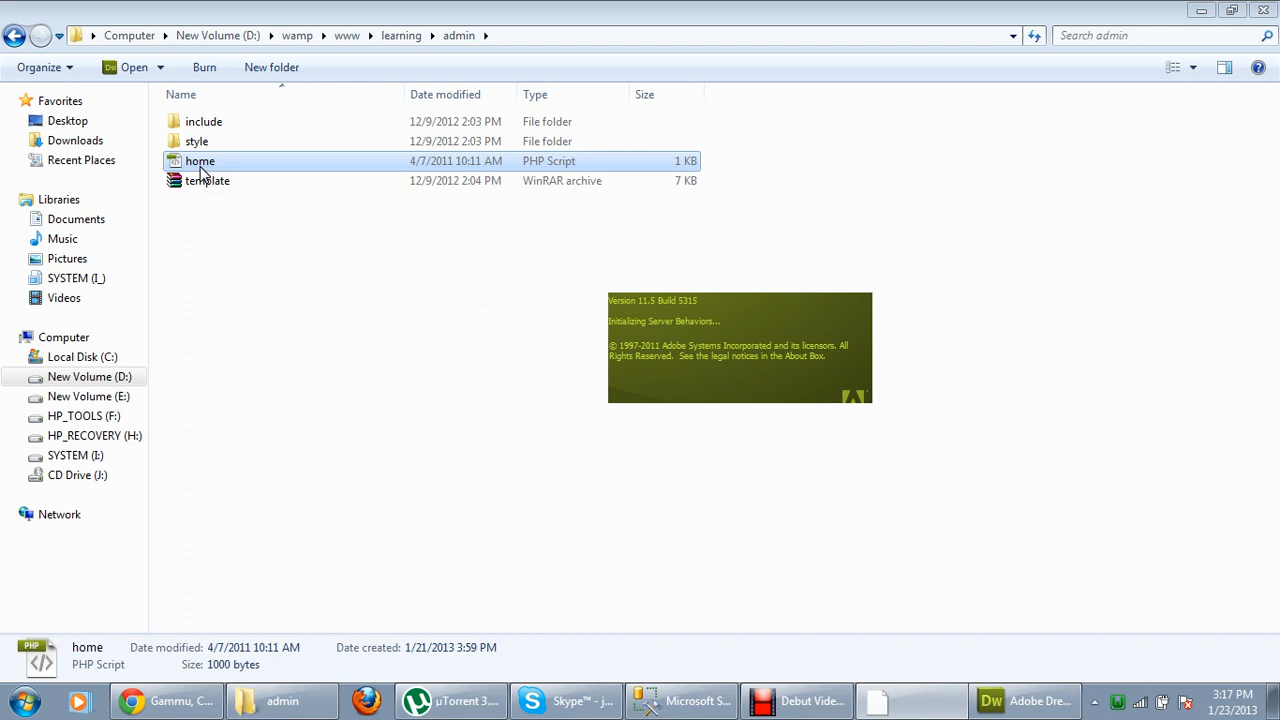 Computer New Volume (D:) wamp www learning admin Search admin
Organize Dw Open Burn New folder
Name Date modified Type Size
Favorites
Desktop
Downloads
Recent Places
Libraries
Documents
Music
Pictures
SYSTEM (I_)
Videos
Computer
Local Disk (C:)
New Volume (D:)
New Volume (E:)
HP_TOOLS (F:)
HP_RECOVERY (H:)
SYSTEM (I:)
CD Drive (J:)
Network
include 12/9/2012 2:03 PM File folder
style 12/9/2012 2:03 PM File folder
home 4/7/2011 10:11 AM PHP Script 1 KB
template 12/9/2012 2:04 PM WinRAR archive 7 KB
Version 11.5 Build 5315
Initializing Server Behaviors...
© 1997-2011 Adobe Systems Incorporated and its licensors. All
Rights Reserved. See the legal notices in the About Box.
PHP home Date modified: 4/7/2011 10:11 AM Date created: 1/21/2013 3:59 PM
PHP Script Size: 1000 bytes
Gammu, C... admin µTorrent 3.... Skype™ - j... Microsoft S... Debut Vide... Dw Adobe Dre... 3:17 PM
1/23/2013